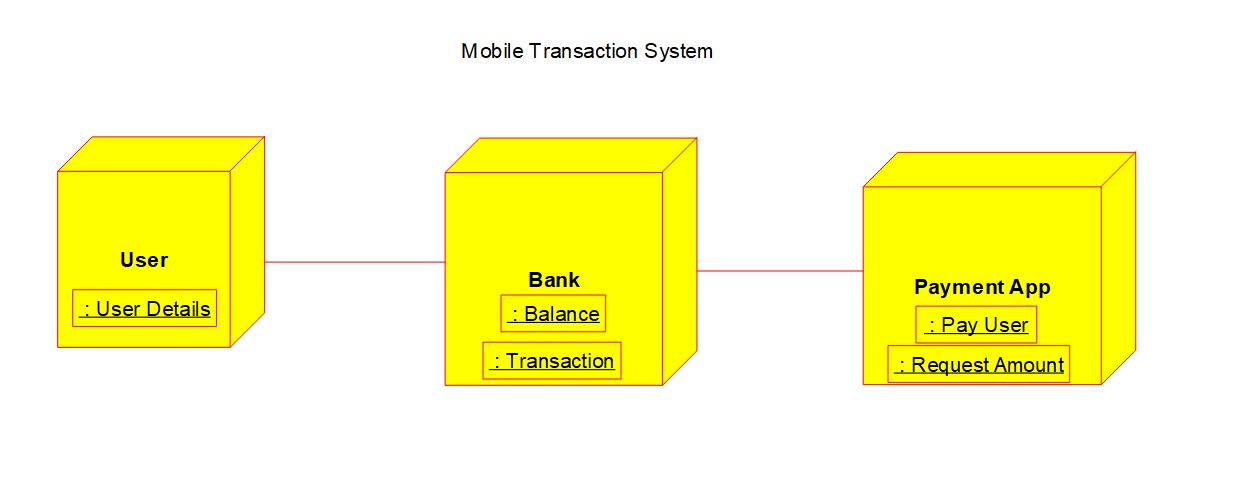 Mobile Transaction System
User
: User Details
Bank
: Balance
: Transaction
Payment App
: Pay User
: Request Amount